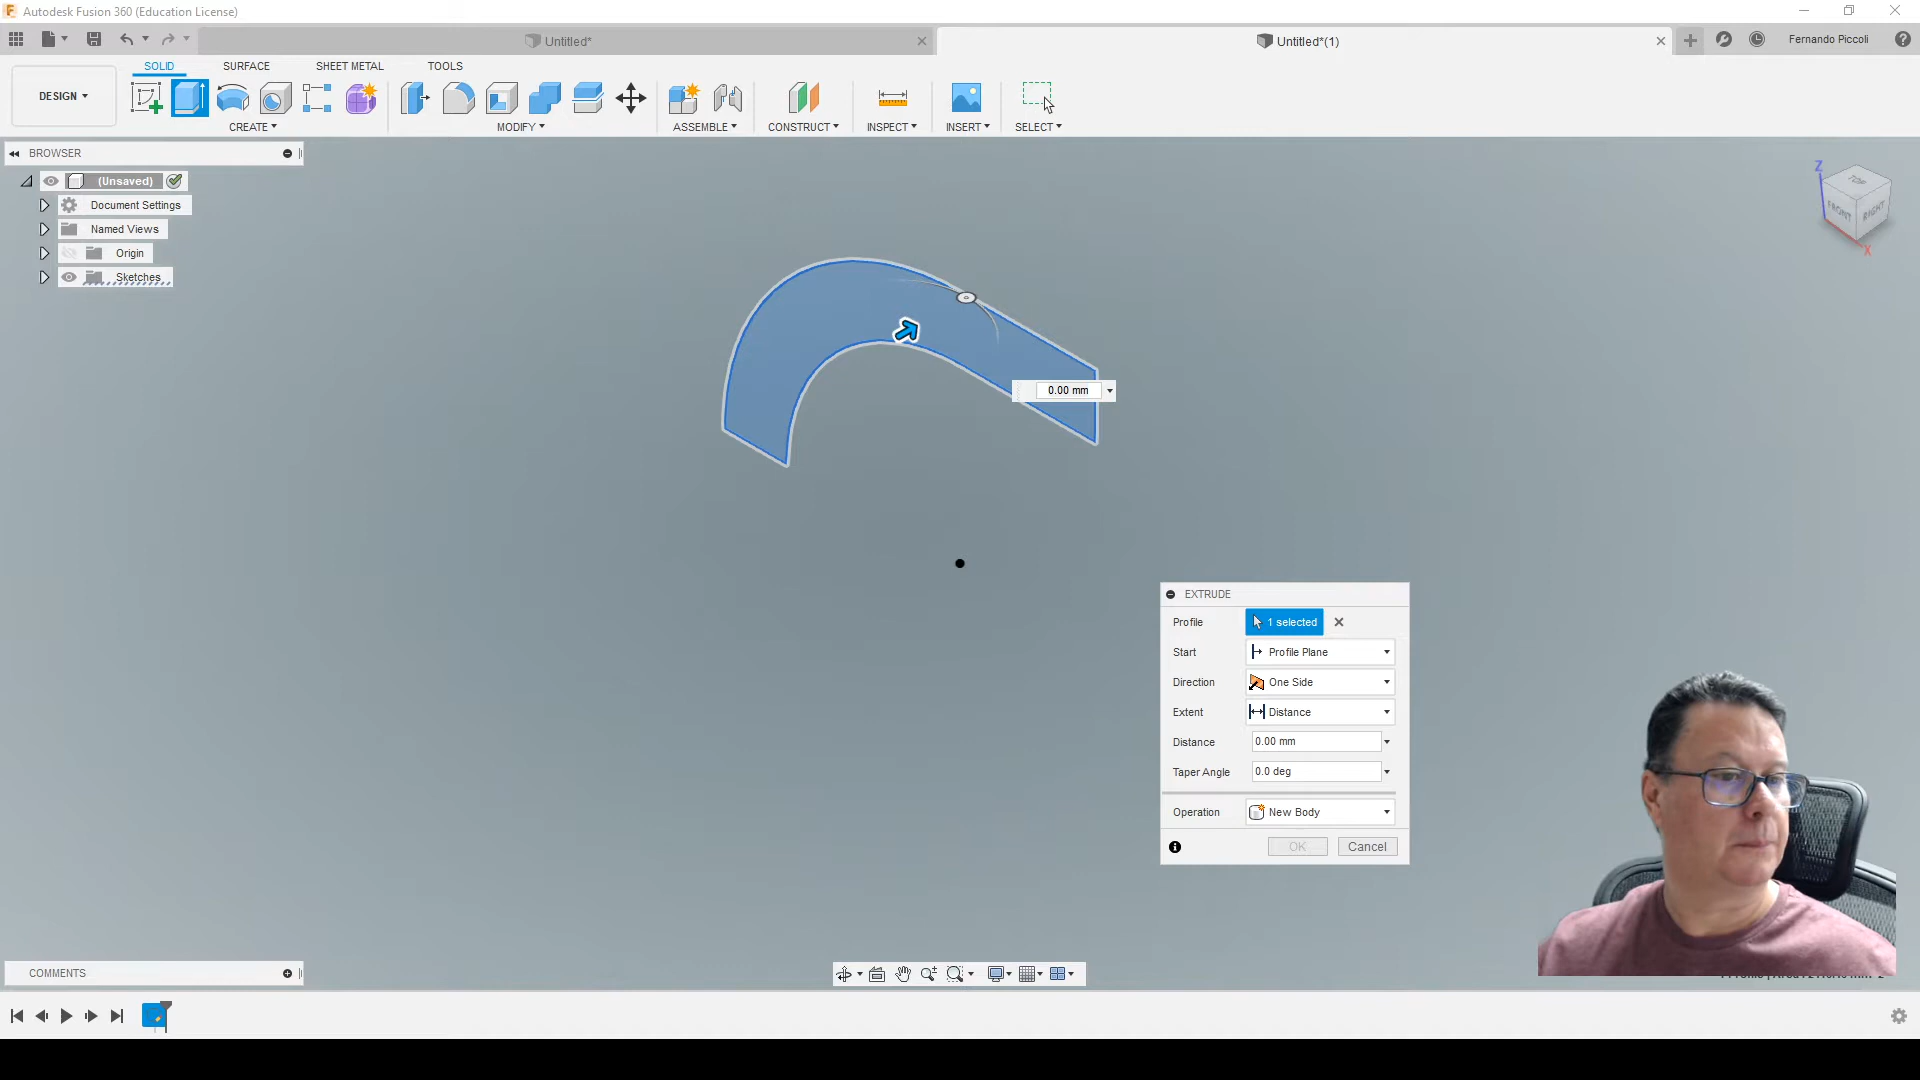 Autodesk Fusion 360 (Education License)
Untitled*
Untitled*(1)
Fernando Piccoli
DESIGN
SOLID
SURFACE
SHEET METAL
TOOLS
CREATE
MODIFY
ASSEMBLE
CONSTRUCT
INSPECT
INSERT
SELECT
BROWSER
(Unsaved)
Document Settings
Named Views
Origin
Sketches
Z
TOP
FRONT
RIGHT
X
0.00 mm
EXTRUDE
Profile
1 selected
Start
Profile Plane
Direction
One Side
Extent
Distance
Distance
0.00 mm
Taper Angle
0.0 deg
Operation
New Body
OK
Cancel
COMMENTS